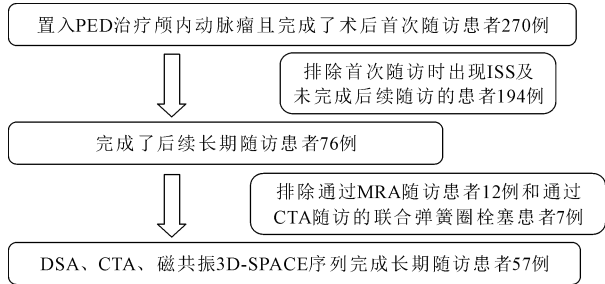 置入PED治疗颅内动脉瘤且完成了术后首次随访患者270例
排除首次随访时出现ISS及
未完成后续随访的患者194例
完成了后续长期随访患者76例
排除通过MRA随访患者12例和通过
CTA随访的联合弹簧圈栓塞患者7例
DSA、CTA、磁共振3D-SPACE序列完成长期随访患者57例